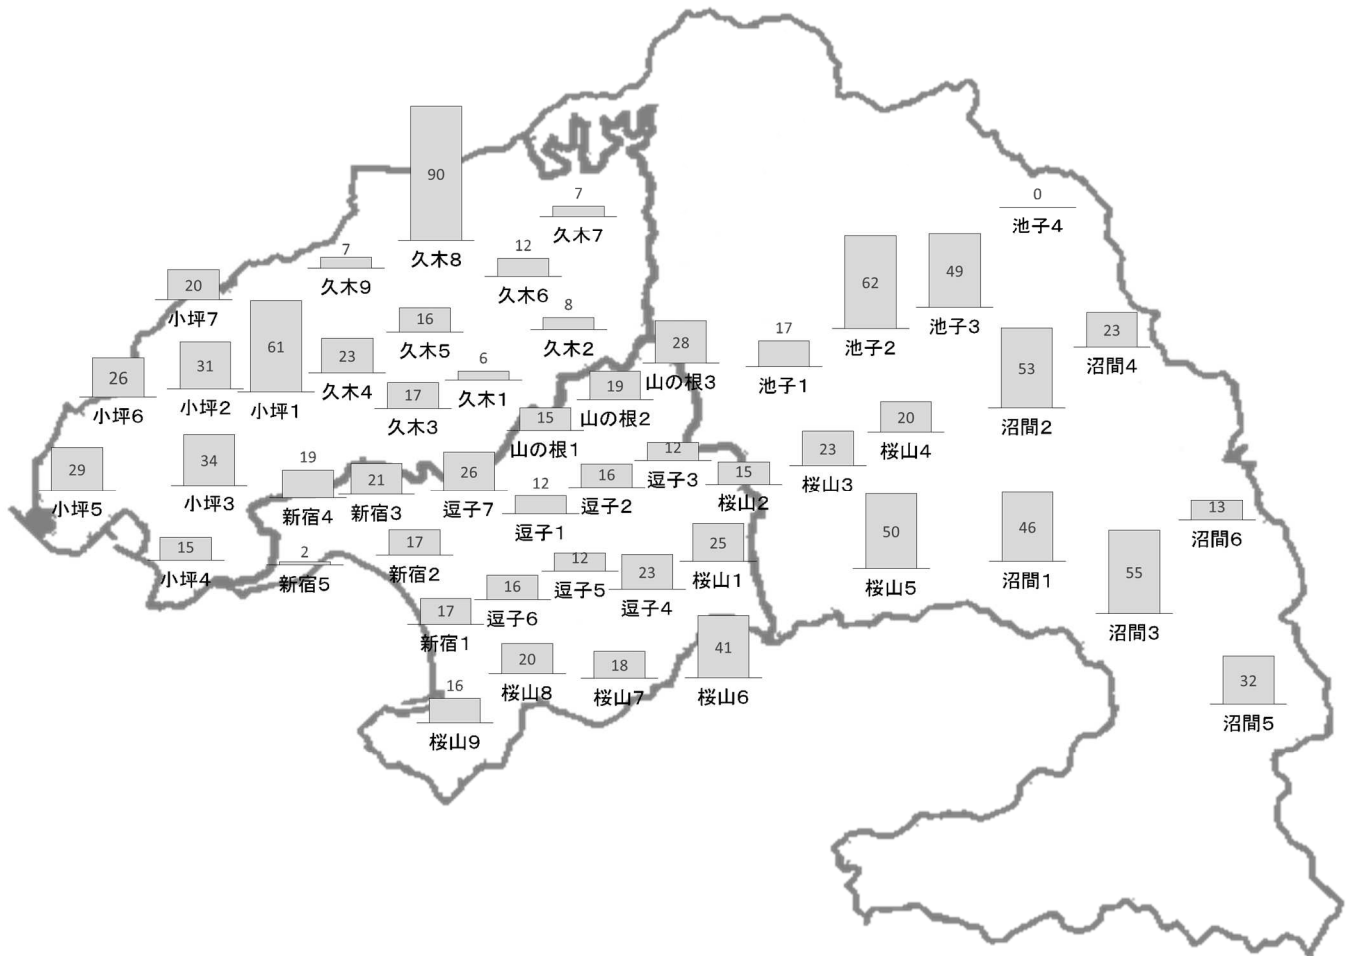 90
久木8
7
久木7
0
池子4
7
久木9
12
久木6
62
池子2
49
池子3
20
小坪7
16
久木5
8
久木2
23
沼間4
61
小坪1
31
小坪2
23
久木4
6
久木1
28
山の根3
17
池子1
53
沼間2
26
小坪6
17
久木3
19
山の根2
15
山の根1
20
桜山4
29
小坪5
34
小坪3
19
新宿4
21
新宿3
26
逗子7
12
逗子1
16
逗子2
12
逗子3
15
桜山2
23
桜山3
50
桜山5
46
沼間1
13
沼間6
15
小坪4
2
新宿5
17
新宿2
12
逗子5
23
逗子4
25
桜山1
55
沼間3
17
新宿1
16
逗子6
20
桜山8
18
桜山7
41
桜山6
32
沼間5
16
桜山9